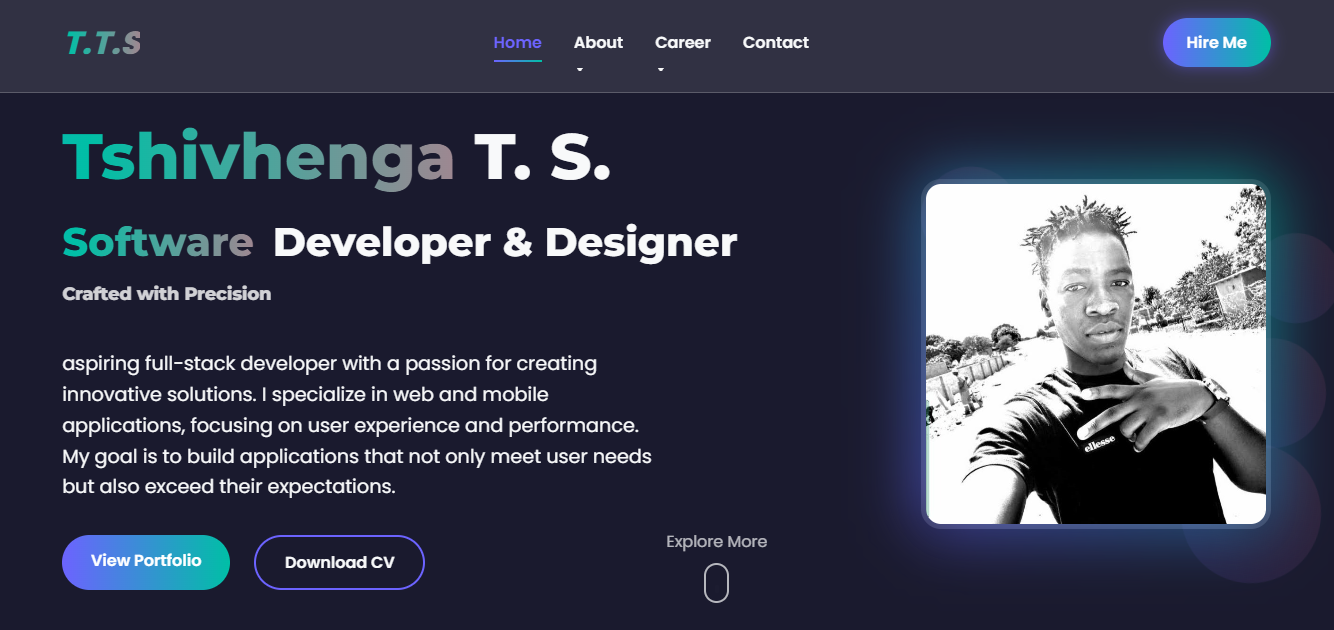 T.T.S
Home About Career Contact
Hire Me
Tshivhenga T. S.
Software Developer & Designer
Crafted with Precision
aspiring full-stack developer with a passion for creating
innovative solutions. I specialize in web and mobile
applications, focusing on user experience and performance.
My goal is to build applications that not only meet user needs
but also exceed their expectations.
ellesse
View Portfolio Download CV
Explore More